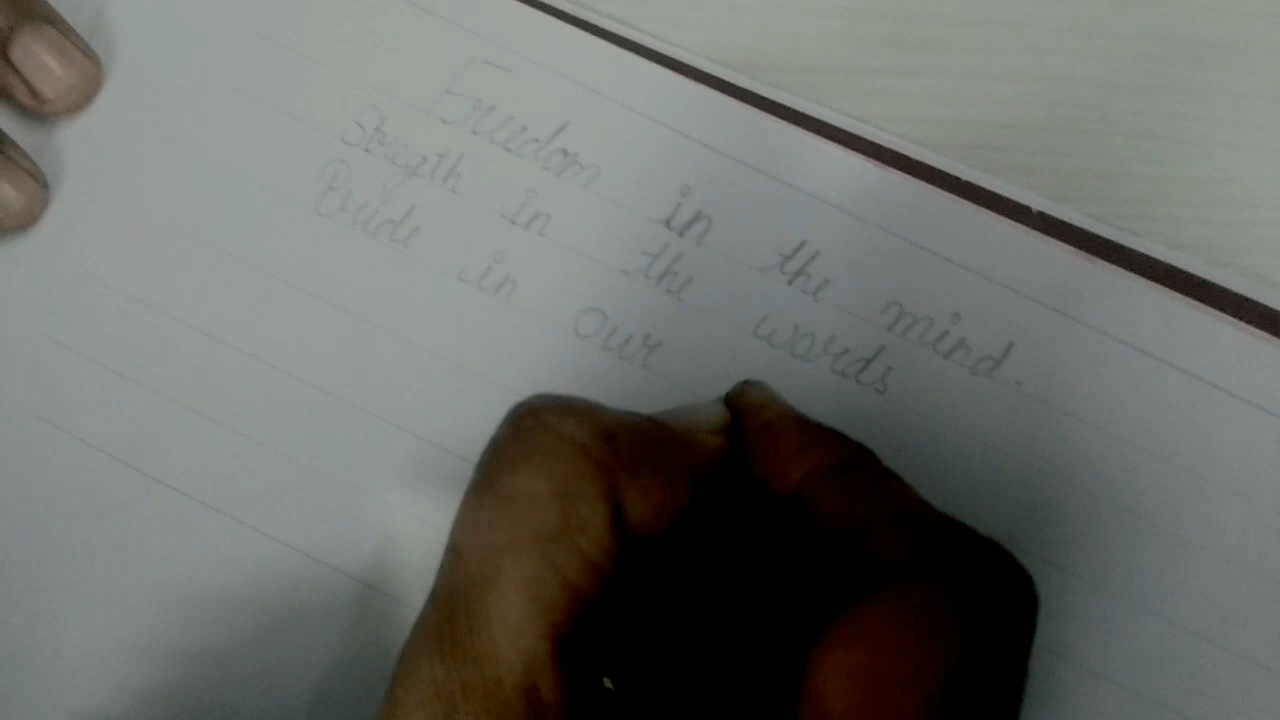 Freedom in the mind.
Strength in the words
Pride in our